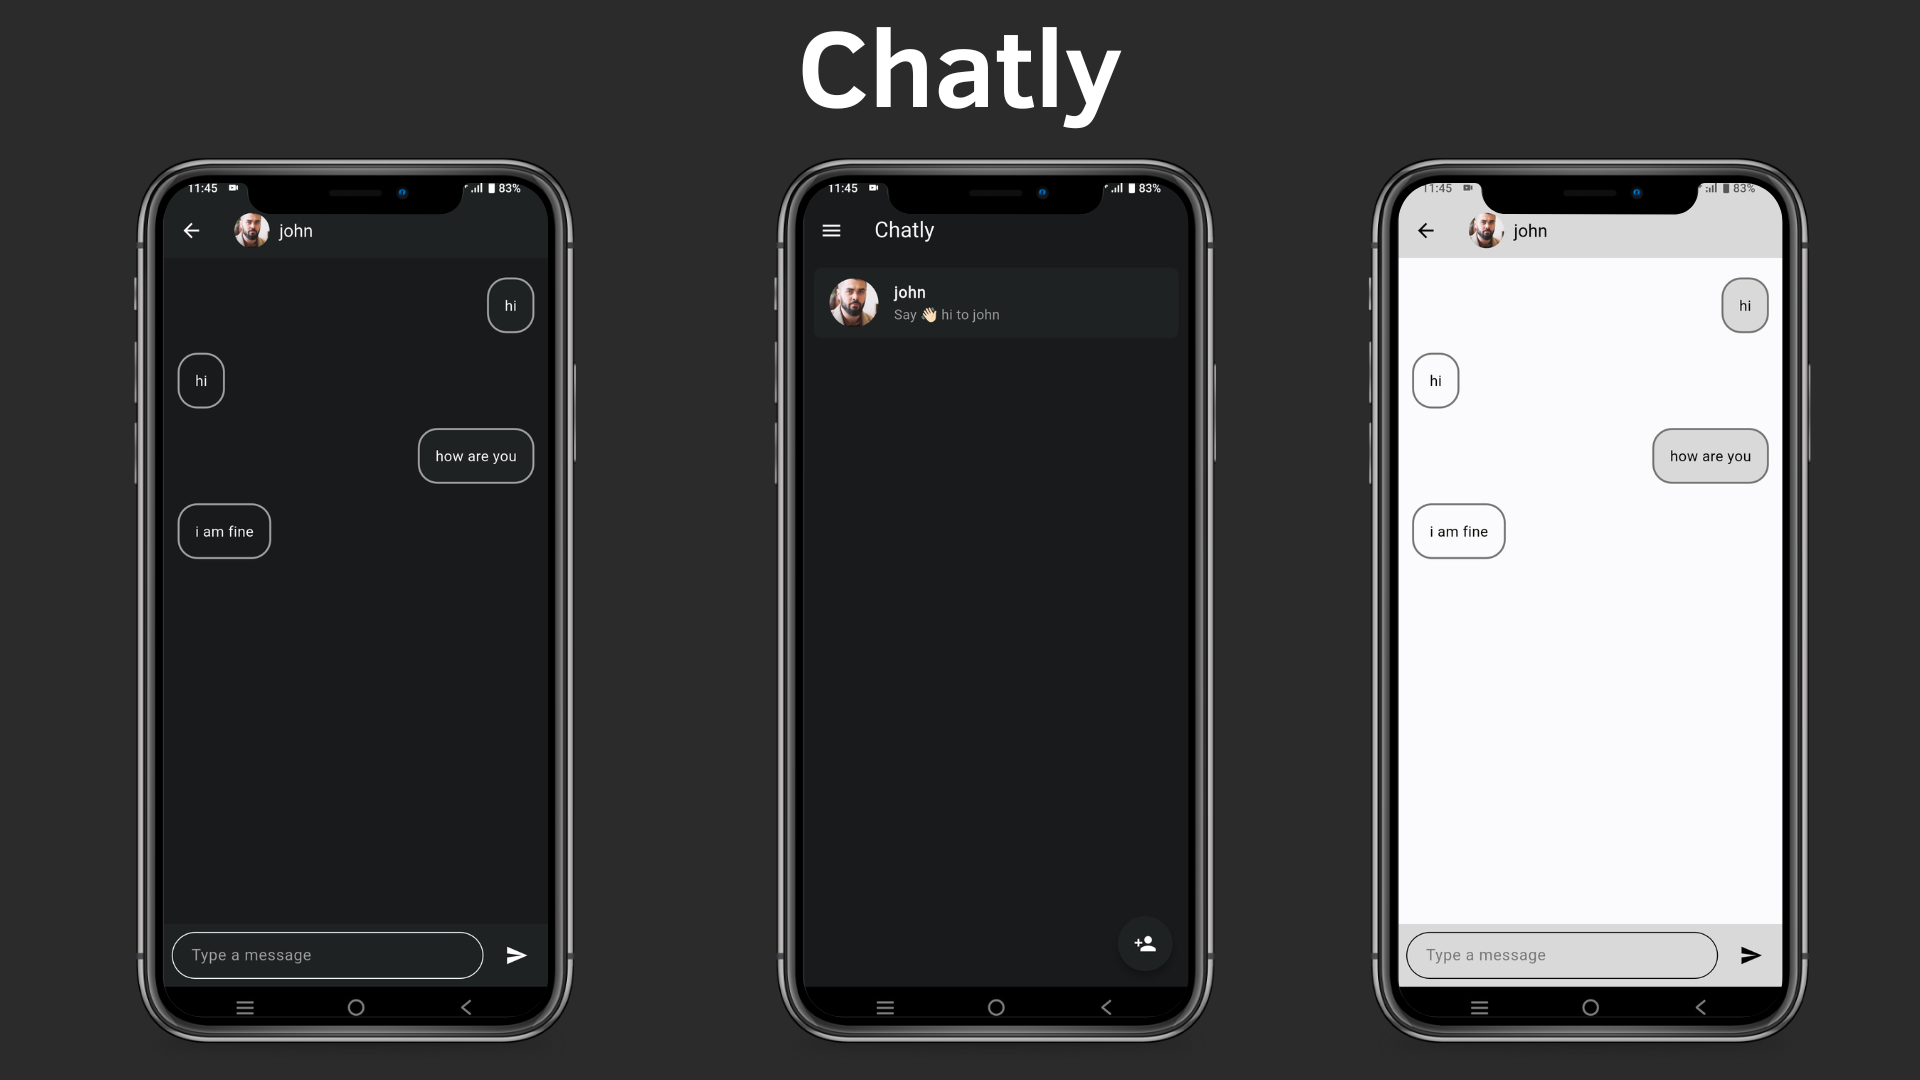 Chatly
11:45 83%
john
hi
hi
how are you
i am fine
Type a message
11:45 83%
Chatly
john
Say 👋🏻 hi to john
11:45 83%
john
hi
hi
how are you
i am fine
Type a message